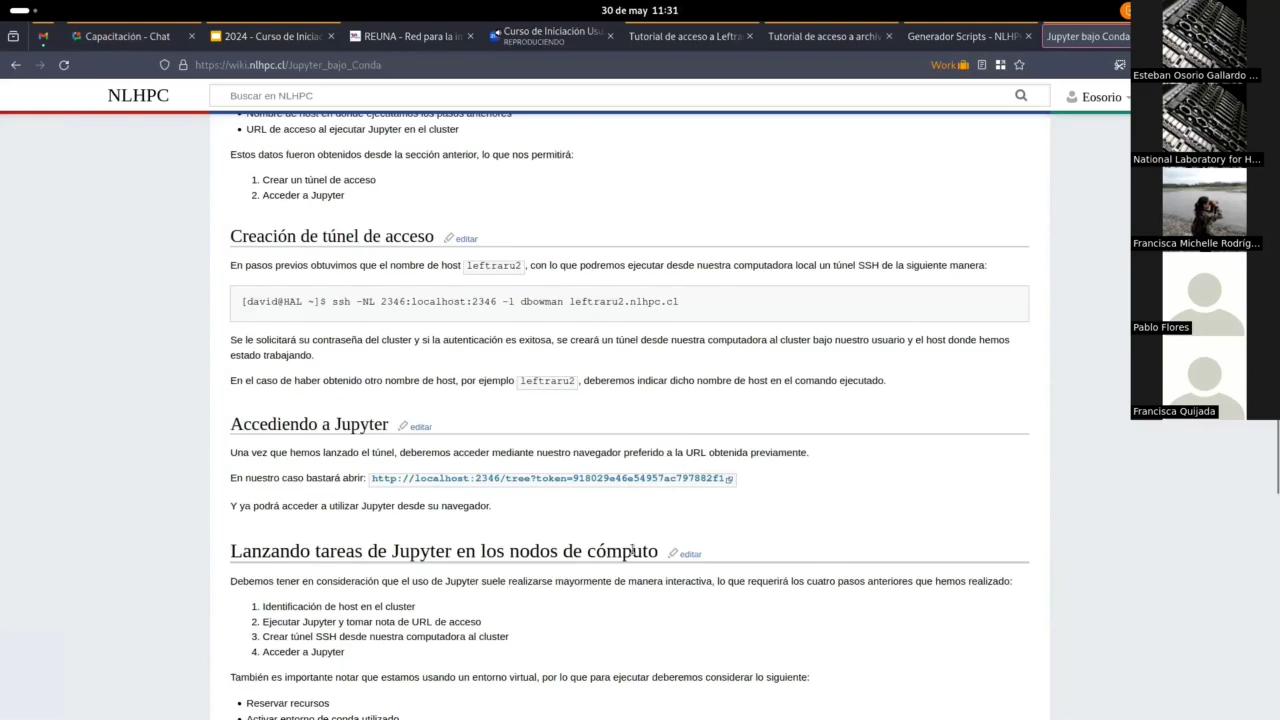 30 de may 11:31
Capacitación - Chat
2024 - Curso de Iniciac
REUNA - Red para la in
Curso de Iniciación Usu
REPRODUCIENDO
Tutorial de acceso a Leftra
Tutorial de acceso a archiv
Generador Scripts - NLHP
Jupyter bajo Conda
https://wiki.nlhpc.cl/Jupyter_bajo_Conda
Work
NLHPC
Buscar en NLHPC
Eosorio
Nombre de host en donde ejecutamos los pasos anteriores
URL de acceso al ejecutar Jupyter en el cluster
Estos datos fueron obtenidos desde la sección anterior, lo que nos permitirá:
1. Crear un túnel de acceso
2. Acceder a Jupyter
Creación de túnel de acceso editar
En pasos previos obtuvimos que el nombre de host leftraru2, con lo que podremos ejecutar desde nuestra computadora local un túnel SSH de la siguiente manera:
[david@HAL ~]$ ssh -NL 2346:localhost:2346 -l dbowman leftraru2.nlhpc.cl
Se le solicitará su contraseña del cluster y si la autenticación es exitosa, se creará un túnel desde nuestra computadora al cluster bajo nuestro usuario y el host donde hemos
estado trabajando.
En el caso de haber obtenido otro nombre de host, por ejemplo leftraru2, deberemos indicar dicho nombre de host en el comando ejecutado.
Accediendo a Jupyter editar
Una vez que hemos lanzado el túnel, deberemos acceder mediante nuestro navegador preferido a la URL obtenida previamente.
En nuestro caso bastará abrir: http://localhost:2346/tree?token=918029e46e54957ac797882f1
Y ya podrá acceder a utilizar Jupyter desde su navegador.
Lanzando tareas de Jupyter en los nodos de cómputo editar
Debemos tener en consideración que el uso de Jupyter suele realizarse mayormente de manera interactiva, lo que requerirá los cuatro pasos anteriores que hemos realizado:
1. Identificación de host en el cluster
2. Ejecutar Jupyter y tomar nota de URL de acceso
3. Crear túnel SSH desde nuestra computadora al cluster
4. Acceder a Jupyter
También es importante notar que estamos usando un entorno virtual, por lo que para ejecutar deberemos considerar lo siguiente:
Reservar recursos
Activar entorno de conda utilizado
Esteban Osorio Gallardo ...
National Laboratory for H...
Francisca Michelle Rodríg...
Pablo Flores
Francisca Quijada